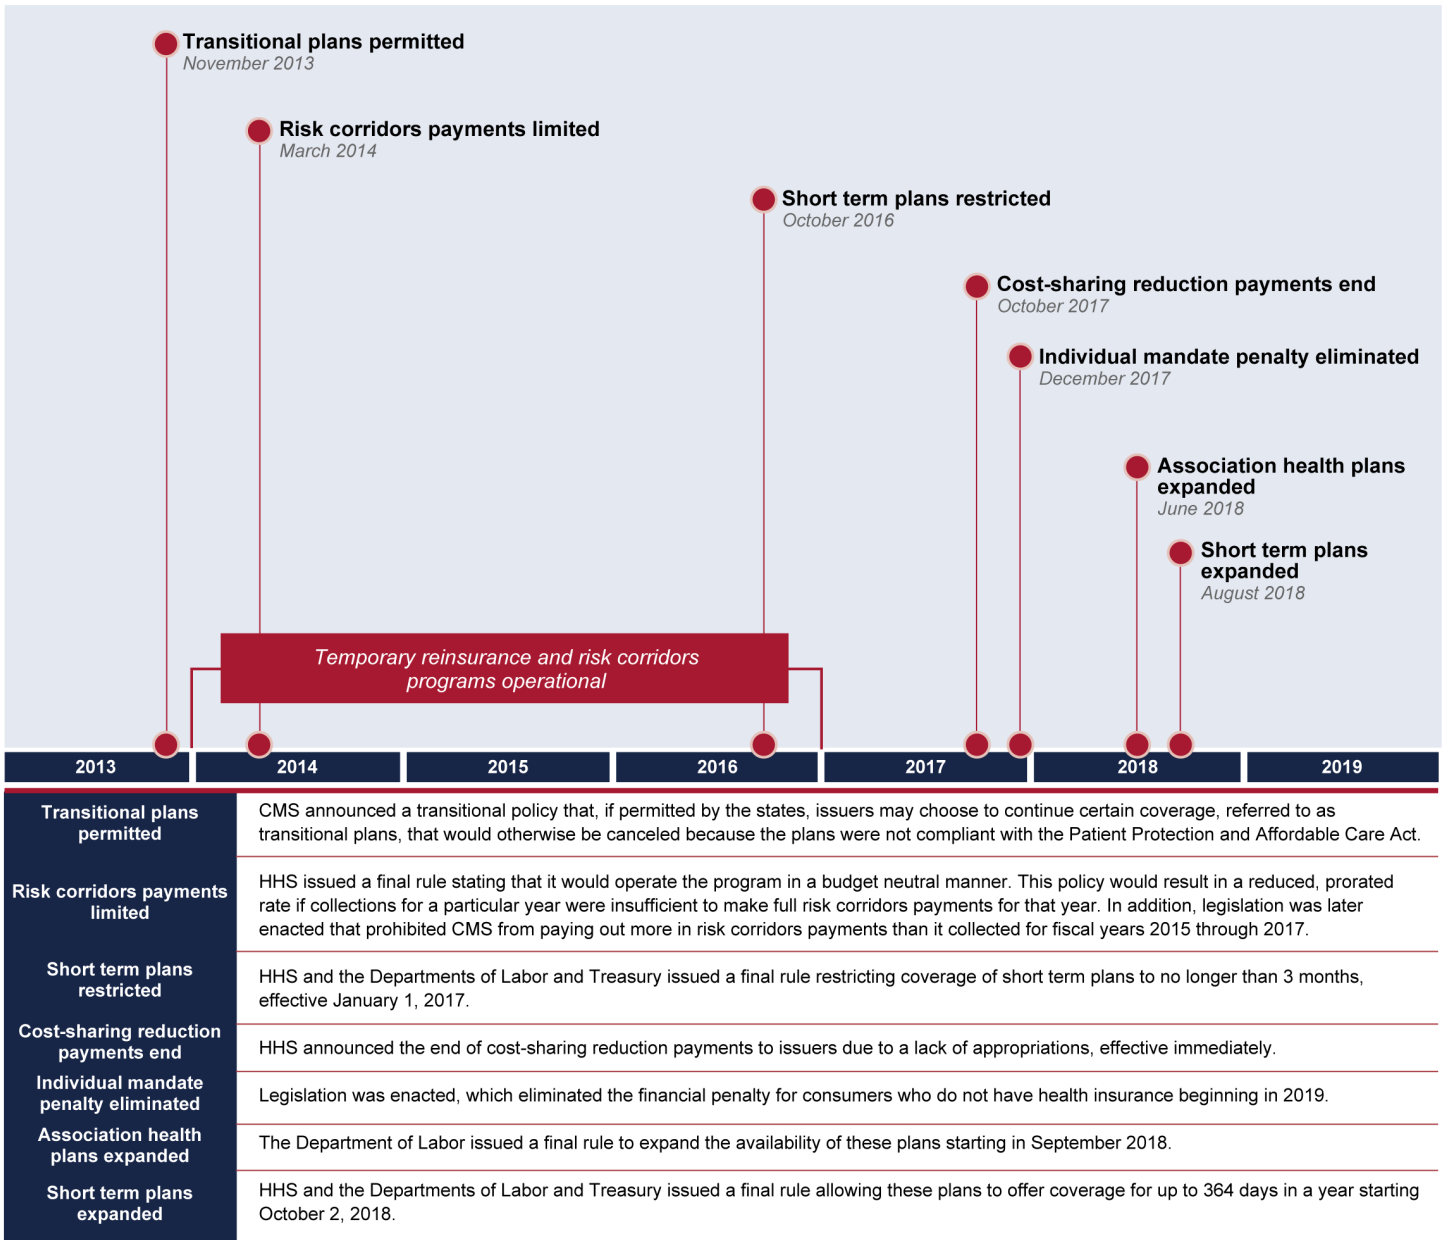 Transitional plans permitted
November 2013
Risk corridors payments limited
March 2014
Short term plans restricted
October 2016
Cost-sharing reduction payments end
October 2017
Individual mandate penalty eliminated
December 2017
Association health plans
expanded
June 2018
Short term plans
expanded
August 2018
Temporary reinsurance and risk corridors
programs operational
2013
2014
2015
2016
2017
2018
2019
Transitional plans
permitted
CMS announced a transitional policy that, if permitted by the states, issuers may choose to continue certain coverage, referred to as
transitional plans, that would otherwise be canceled because the plans were not compliant with the Patient Protection and Affordable Care Act.
Risk corridors payments
limited
HHS issued a final rule stating that it would operate the program in a budget neutral manner. This policy would result in a reduced, prorated
rate if collections for a particular year were insufficient to make full risk corridors payments for that year. In addition, legislation was later
enacted that prohibited CMS from paying out more in risk corridors payments than it collected for fiscal years 2015 through 2017.
Short term plans
restricted
HHS and the Departments of Labor and Treasury issued a final rule restricting coverage of short term plans to no longer than 3 months,
effective January 1, 2017.
Cost-sharing reduction
payments end
HHS announced the end of cost-sharing reduction payments to issuers due to a lack of appropriations, effective immediately.
Individual mandate
penalty eliminated
Legislation was enacted, which eliminated the financial penalty for consumers who do not have health insurance beginning in 2019.
Association health
plans expanded
The Department of Labor issued a final rule to expand the availability of these plans starting in September 2018.
Short term plans
expanded
HHS and the Departments of Labor and Treasury issued a final rule allowing these plans to offer coverage for up to 364 days in a year starting
October 2, 2018.